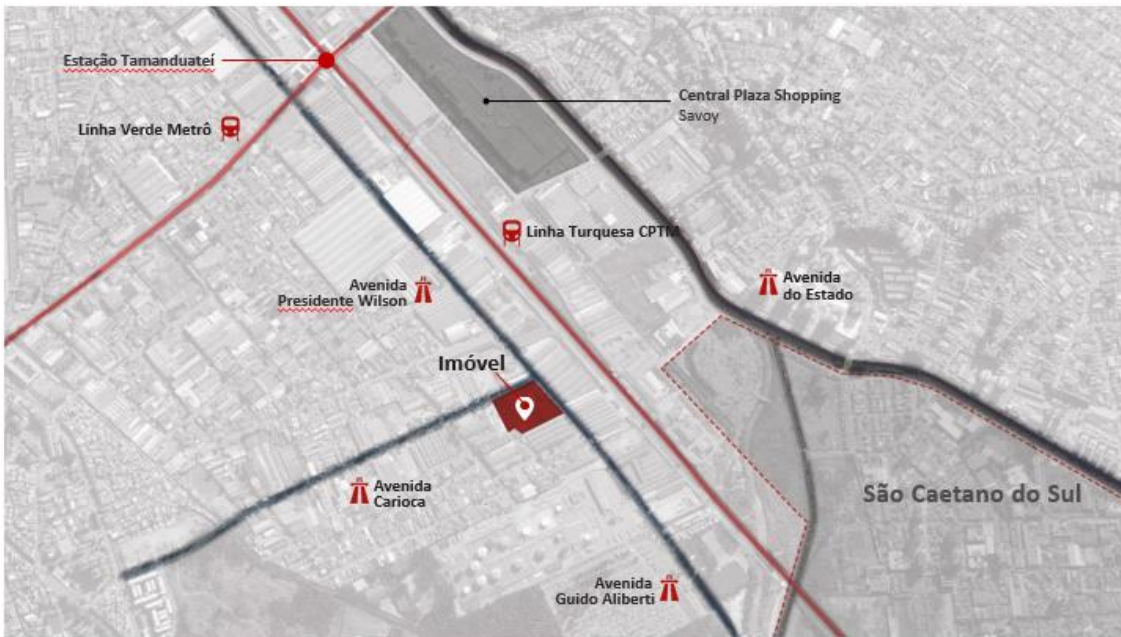 Estação Tamanduateí
Central Plaza Shopping
Savoy
Linha Verde Metrô
Linha Turquesa CPTM
Avenida
Presidente Wilson
Avenida
do Estado
Imóvel
Avenida
Carioca
São Caetano do Sul
Avenida
Guido Aliberti